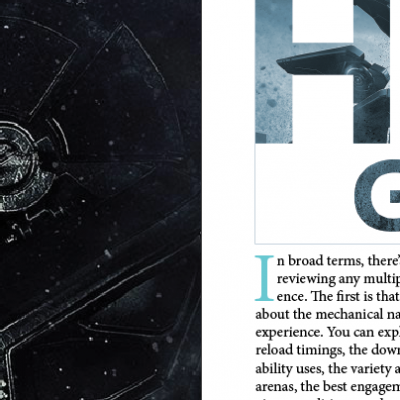 H
G
In broad terms, there'
reviewing any multip
ence. The first is that
about the mechanical na
experience. You can expl
reload timings, the down
ability uses, the variety a
arenas, the best engagem